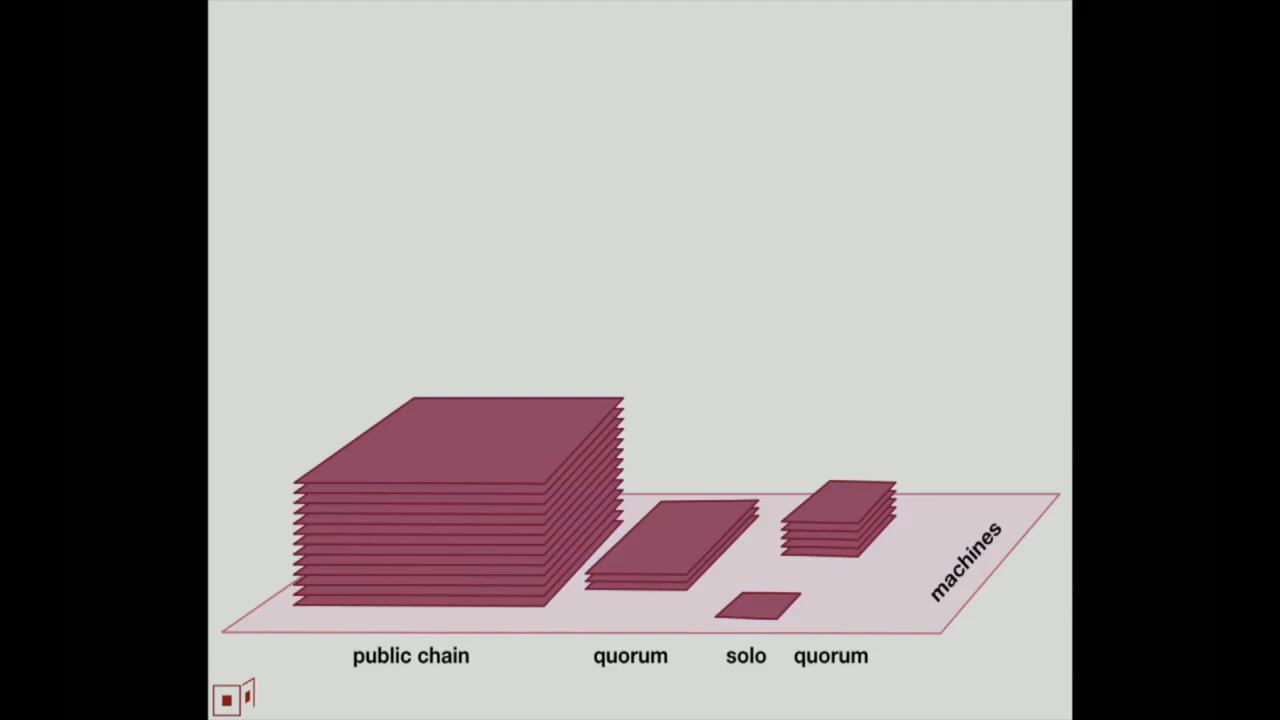 machines
public chain
quorum
solo
quorum